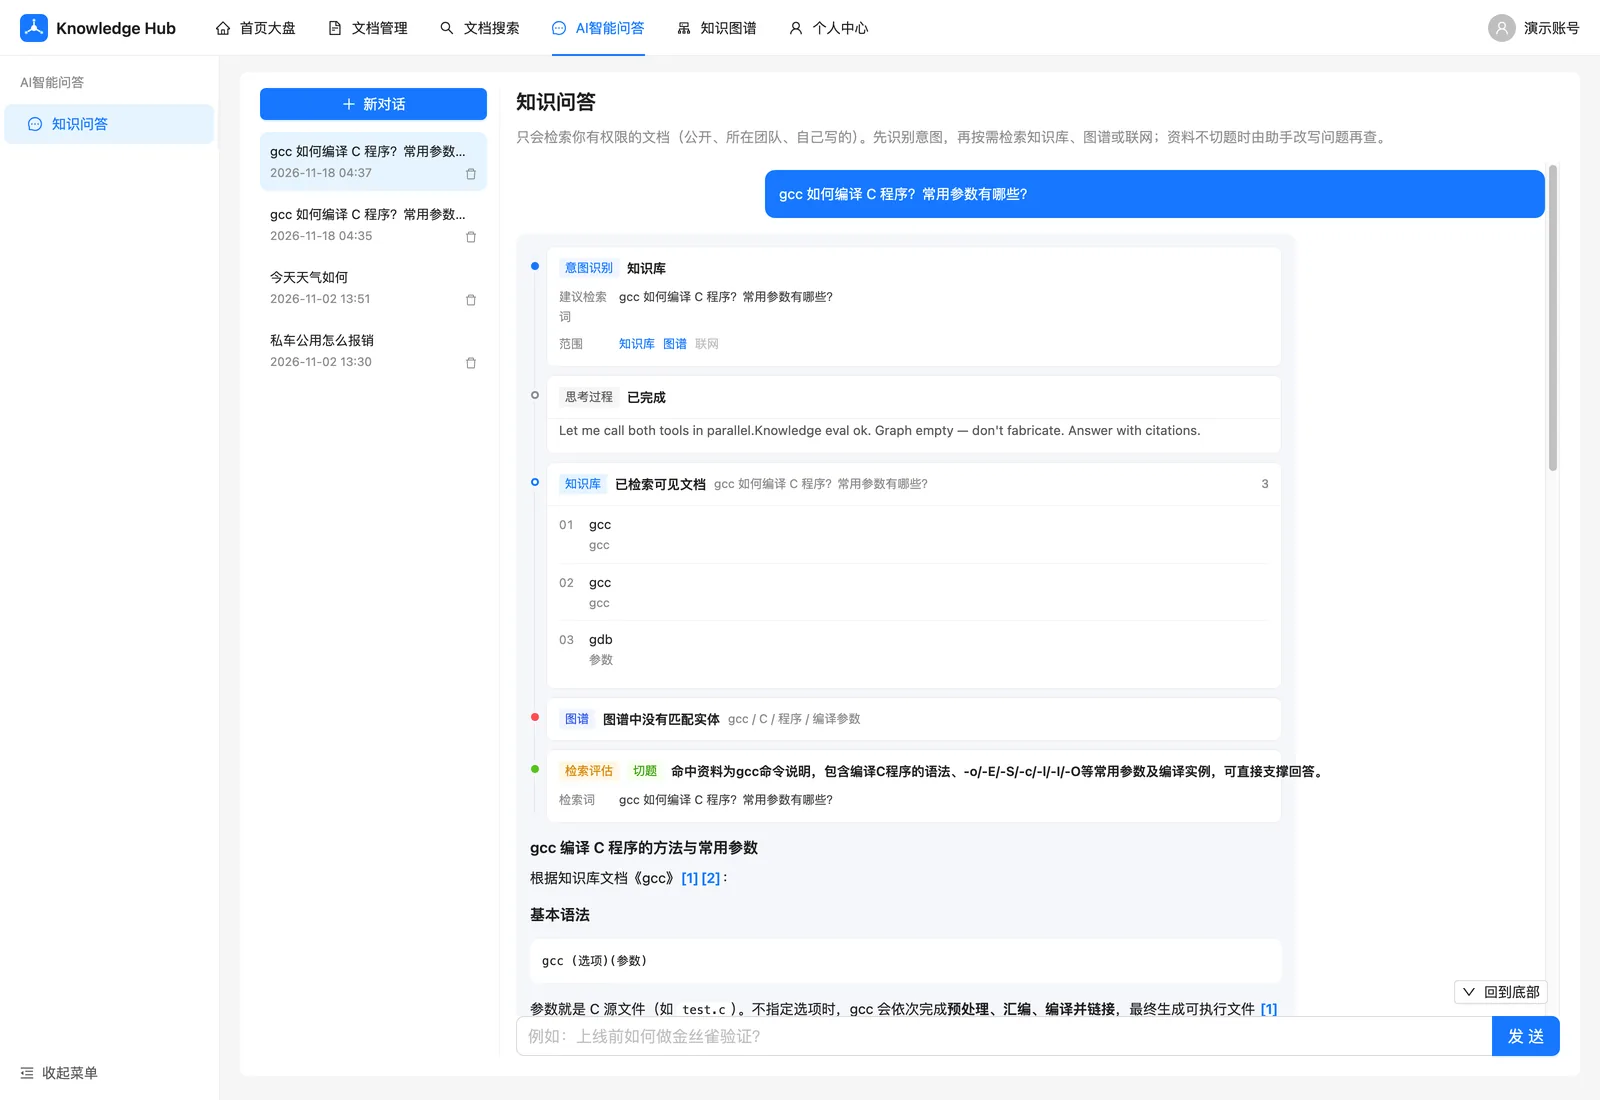 Knowledge Hub
首页大盘
文档管理
文档搜索
AI智能问答
知识图谱
个人中心
演示账号
AI智能问答
知识问答
收起菜单
新对话
gcc 如何编译 C 程序？常用参数...
2026-11-18 04:37
gcc 如何编译 C 程序？常用参数...
2026-11-18 04:35
今天天气如何
2026-11-02 13:51
私车公用怎么报销
2026-11-02 13:30
知识问答
只会检索你有权限的文档（公开、所在团队、自己写的）。先识别意图，再按需检索知识库、图谱或联网；资料不切题时由助手改写问题再查。
gcc 如何编译 C 程序？常用参数有哪些？
意图识别 知识库
建议检索词 gcc 如何编译 C 程序？常用参数有哪些？
范围 知识库 图谱 联网
思考过程 已完成
Let me call both tools in parallel.Knowledge eval ok. Graph empty — don't fabricate. Answer with citations.
知识库 已检索可见文档 gcc 如何编译 C 程序？常用参数有哪些？ 3
01 gcc
gcc
02 gcc
gcc
03 gdb
参数
图谱 图谱中没有匹配实体 gcc / C / 程序 / 编译参数
检索评估 切题 命中资料为gcc命令说明，包含编译C程序的语法、-o/-E/-S/-c/-l/-I/-O等常用参数及编译实例，可直接支撑回答。
检索词 gcc 如何编译 C 程序？常用参数有哪些？
gcc 编译 C 程序的方法与常用参数
根据知识库文档《gcc》[1][2]：
基本语法
gcc (选项)(参数)
参数就是 C 源文件（如 test.c）。不指定选项时，gcc 会依次完成预处理、汇编、编译并链接，最终生成可执行文件 [1]
回到底部
例如：上线前如何做金丝雀验证？
发 送